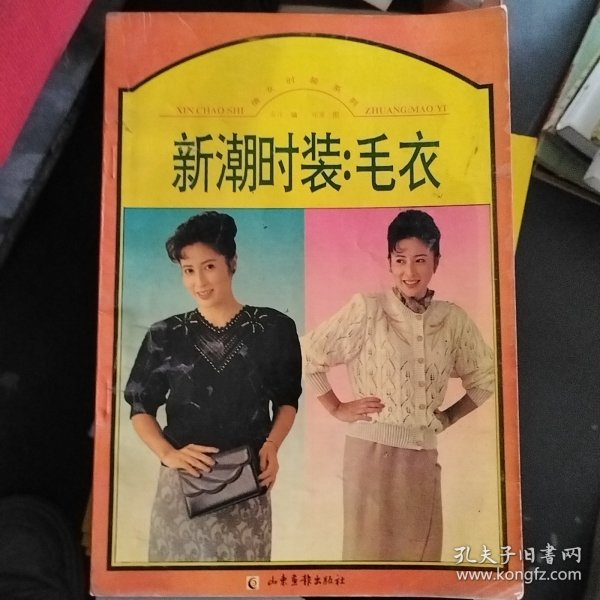 XIN CHAO SHI
ZHUANG:MAO YI
新潮时装:毛衣
山东画报出版社
孔夫子旧书网
www.kongfz.com